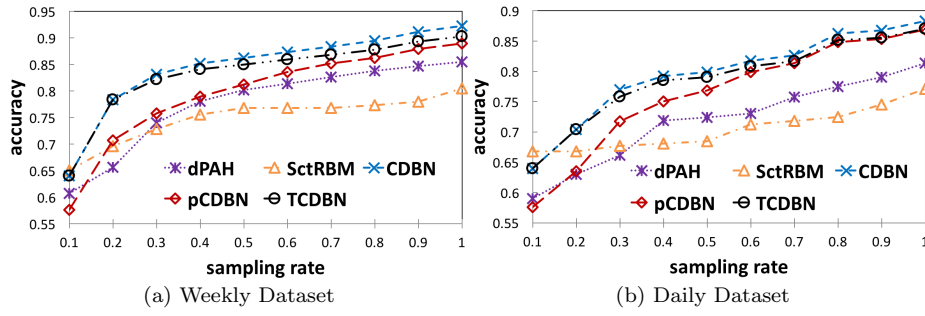 0.95
0.9
0.85
0.8
0.75
0.7
0.65
0.6
0.55
accuracy
dPAH SctRBM CDBN
pCDBN TCDBN
0.1 0.2 0.3 0.4 0.5 0.6 0.7 0.8 0.9 1
sampling rate
(a) Weekly Dataset
0.9
0.85
0.8
0.75
0.7
0.65
0.6
0.55
accuracy
dPAH SctRBM CDBN
pCDBN TCDBN
0.1 0.2 0.3 0.4 0.5 0.6 0.7 0.8 0.9 1
sampling rate
(b) Daily Dataset